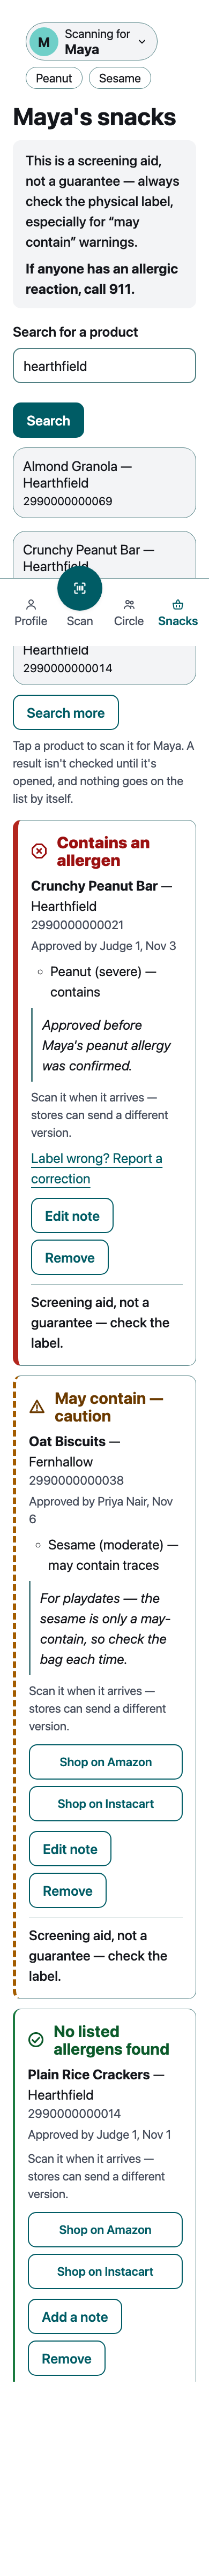 M
Scanning for
Maya
Peanut
Sesame
Maya's snacks
This is a screening aid,
not a guarantee — always
check the physical label,
especially for “may
contain” warnings.
If anyone has an allergic
reaction, call 911.
Search for a product
hearthfield
Search
Almond Granola —
Hearthfield
2990000000069
Crunchy Peanut Bar —
Hearthfield
Profile
Scan
Circle
Snacks
Hearthfield
2990000000014
Search more
Tap a product to scan it for Maya. A
result isn't checked until it's
opened, and nothing goes on the
list by itself.
Contains an
allergen
Crunchy Peanut Bar —
Hearthfield
2990000000021
Approved by Judge 1, Nov 3
Peanut (severe) —
contains
Approved before
Maya's peanut allergy
was confirmed.
Scan it when it arrives —
stores can send a different
version.
Label wrong? Report a
correction
Edit note
Remove
Screening aid, not a
guarantee — check the
label.
May contain —
caution
Oat Biscuits —
Fernhallow
2990000000038
Approved by Priya Nair, Nov
6
Sesame (moderate) —
may contain traces
For playdates — the
sesame is only a may-
contain, so check the
bag each time.
Scan it when it arrives —
stores can send a different
version.
Shop on Amazon
Shop on Instacart
Edit note
Remove
Screening aid, not a
guarantee — check the
label.
No listed
allergens found
Plain Rice Crackers —
Hearthfield
2990000000014
Approved by Judge 1, Nov 1
Scan it when it arrives —
stores can send a different
version.
Shop on Amazon
Shop on Instacart
Add a note
Remove